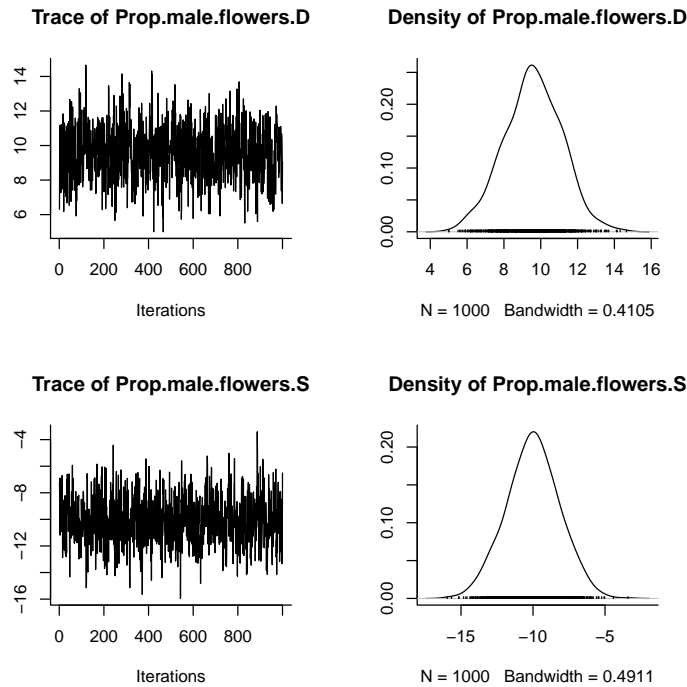 Trace of Prop.male.flowers.D
14
12
10
8
6
0 200 400 600 800
Iterations
Density of Prop.male.flowers.D
0.20
0.10
0.00
4 6 8 10 12 14 16
N = 1000 Bandwidth = 0.4105
Trace of Prop.male.flowers.S
−4
−8
−12
−16
0 200 400 600 800
Iterations
Density of Prop.male.flowers.S
0.20
0.10
0.00
−15 −10 −5
N = 1000 Bandwidth = 0.4911